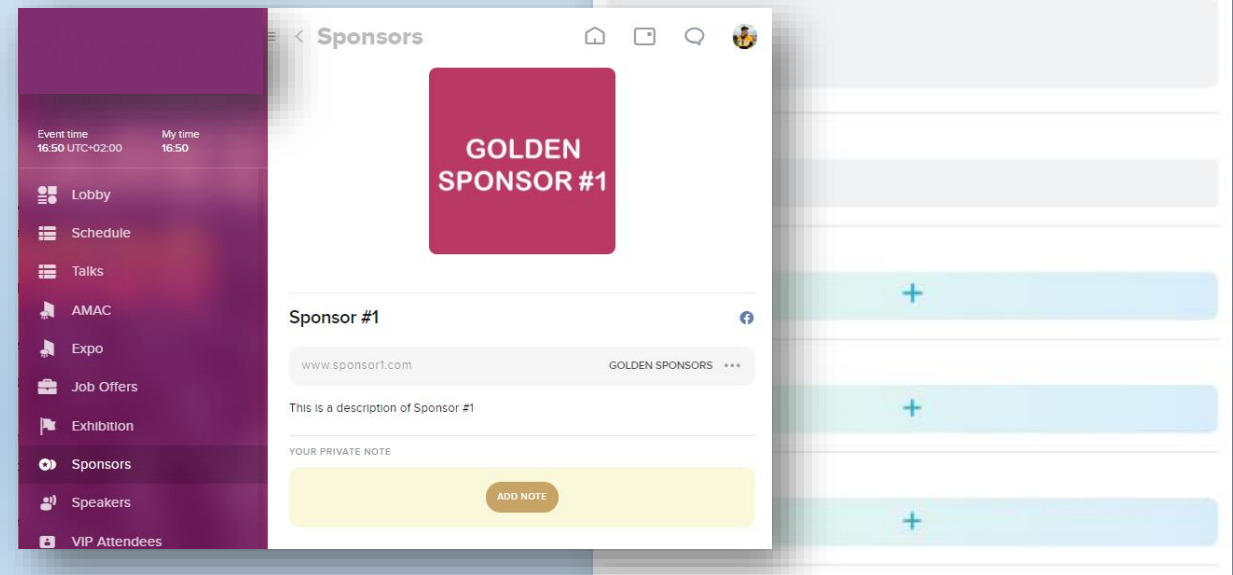 Sponsors
GOLDEN
SPONSOR #1
Event time
My time
16:50 UTC+02:00
16:50
Lobby
Schedule
Talks
AMAC
Expo
Job Offers
Exhibition
Sponsors
Speakers
VIP Attendees
Sponsor #1
www.sponsor1.com
GOLDEN SPONSORS
This is a description of Sponsor #1
YOUR PRIVATE NOTE
ADD NOTE